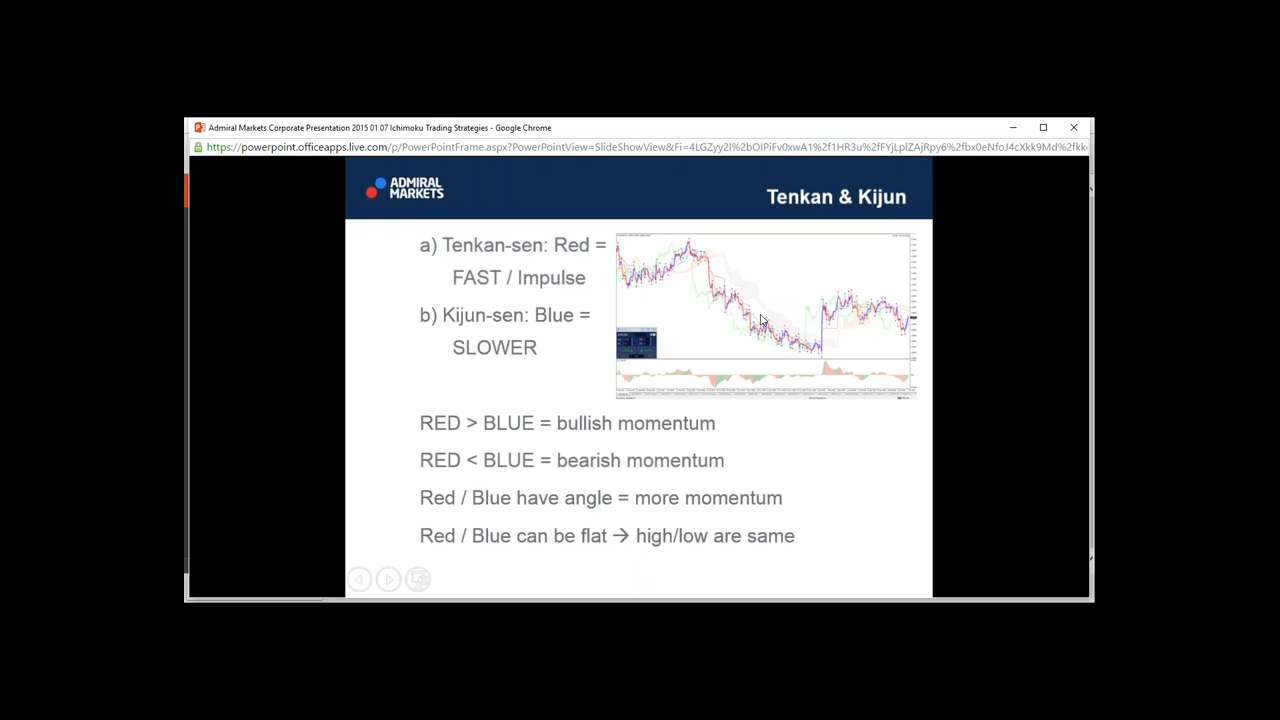 Admiral Markets Corporate Presentation 2015 01 07 Ichimoku Trading Strategies - Google Chrome
https://powerpoint.officeapps.live.com/p/PowerPointFrame.aspx?PowerPointView=SlideShowView&Fi=4LGZyy2l%2bOIPiFv0xwA1%2f1HR3u%2fFYjLplZAjRpy6%2fbx0eNfoJ4cXkk9Md%2fkk
ADMIRAL
MARKETS
Tenkan & Kijun
a) Tenkan-sen: Red =
FAST / Impulse
b) Kijun-sen: Blue =
SLOWER
RED > BLUE = bullish momentum
RED < BLUE = bearish momentum
Red / Blue have angle = more momentum
Red / Blue can be flat → high/low are same